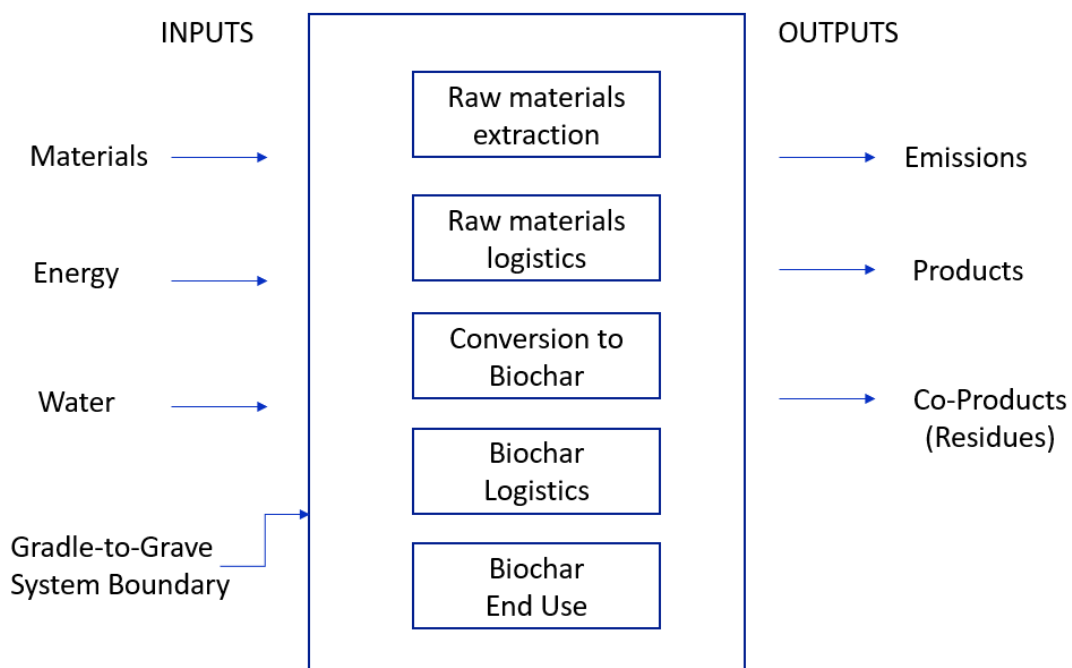 INPUTS
OUTPUTS
Raw materials
extraction
Materials
Emissions
Raw materials
logistics
Energy
Products
Conversion to
Biochar
Water
Co-Products
(Residues)
Biochar
Logistics
Gradle-to-Grave
System Boundary
Biochar
End Use